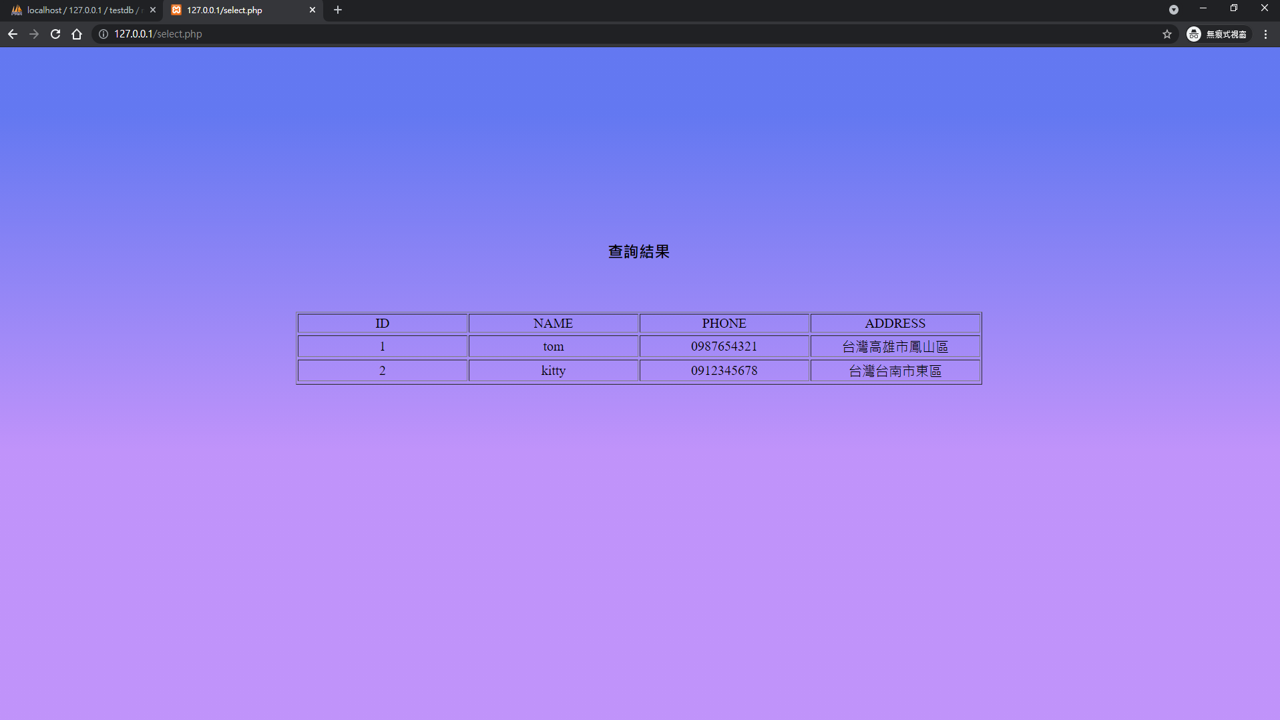 localhost / 127.0.0.1 / testdb /
127.0.0.1/select.php
127.0.0.1/select.php
無痕式視窗
查詢結果
ID NAME PHONE ADDRESS
1 tom 0987654321 台灣高雄市鳳山區
2 kitty 0912345678 台灣台南市東區